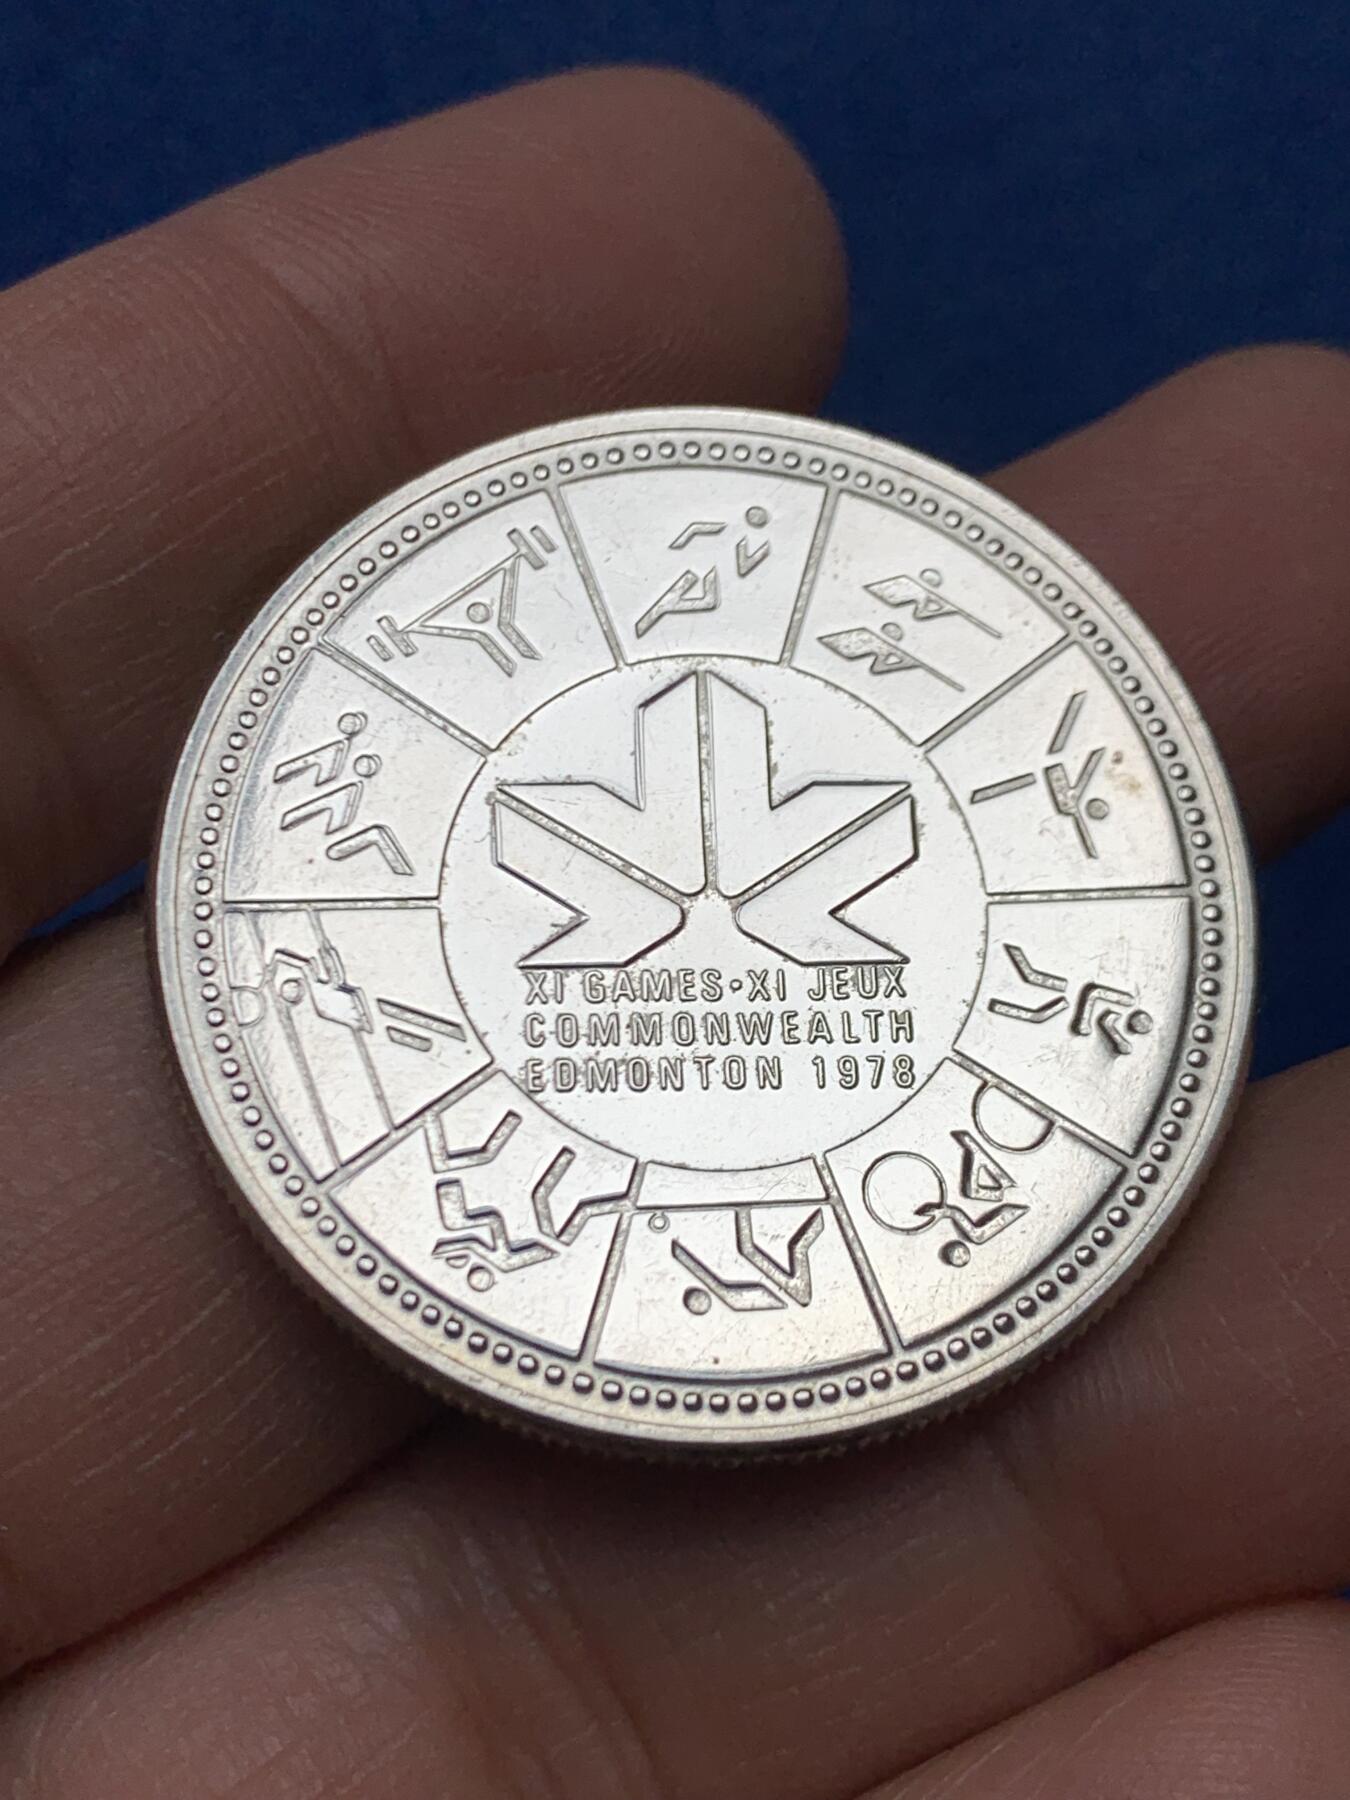 XI GAMES•XI JEUX
COMMONWEALTH
EDMONTON 1978